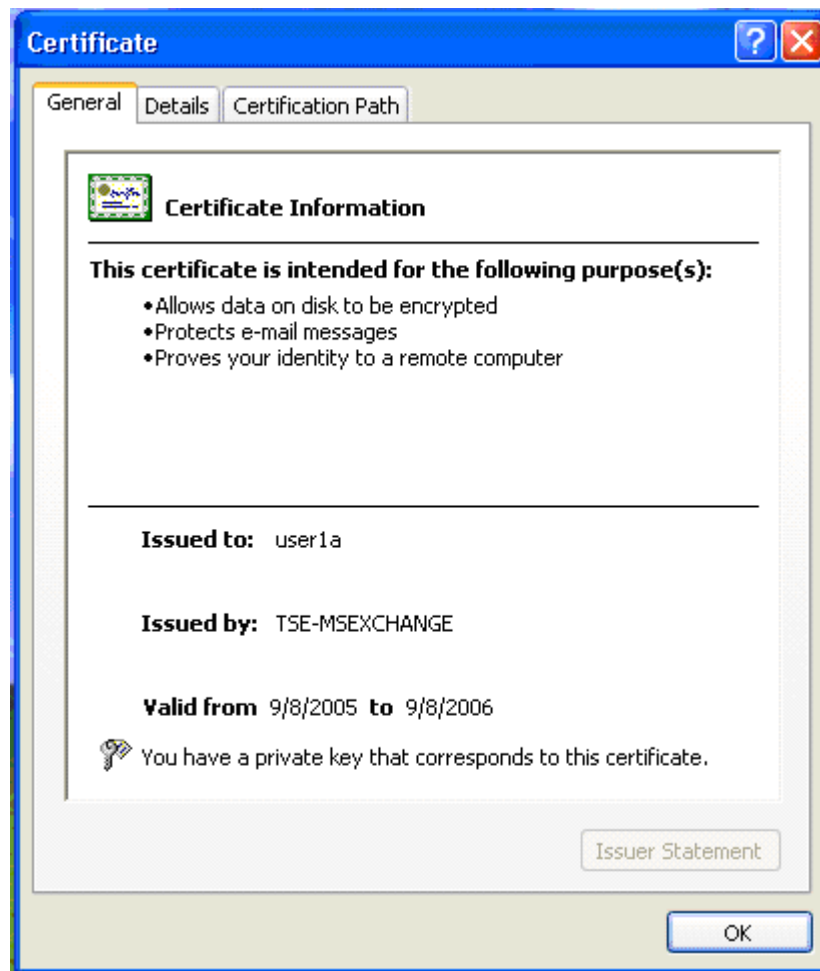 Certificate
General Details Certification Path
Certificate Information
This certificate is intended for the following purpose(s):
•Allows data on disk to be encrypted
•Protects e-mail messages
•Proves your identity to a remote computer
Issued to: user1a
Issued by: TSE-MSEXCHANGE
Valid from 9/8/2005 to 9/8/2006
You have a private key that corresponds to this certificate.
Issuer Statement
OK